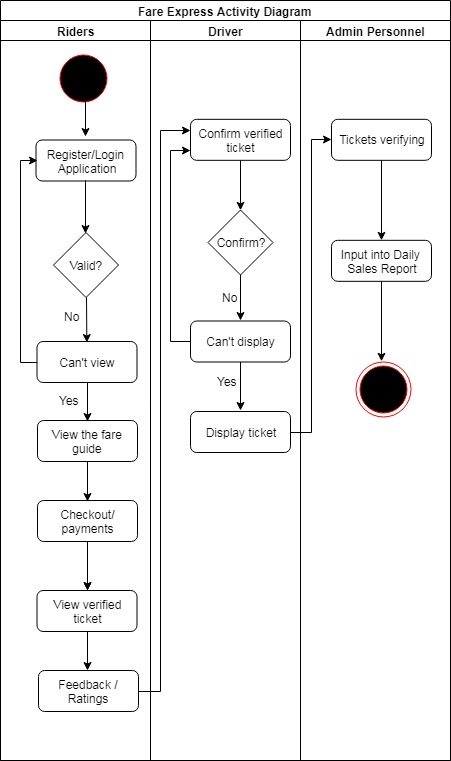 Fare Express Activity Diagram
Riders
Driver
Admin Personnel
Register/Login
Application
Valid?
No
Can't view
Yes
View the fare
guide
Checkout/
payments
View verified
ticket
Feedback /
Ratings
Confirm verified
ticket
Confirm?
No
Can't display
Yes
Display ticket
Tickets verifying
Input into Daily
Sales Report